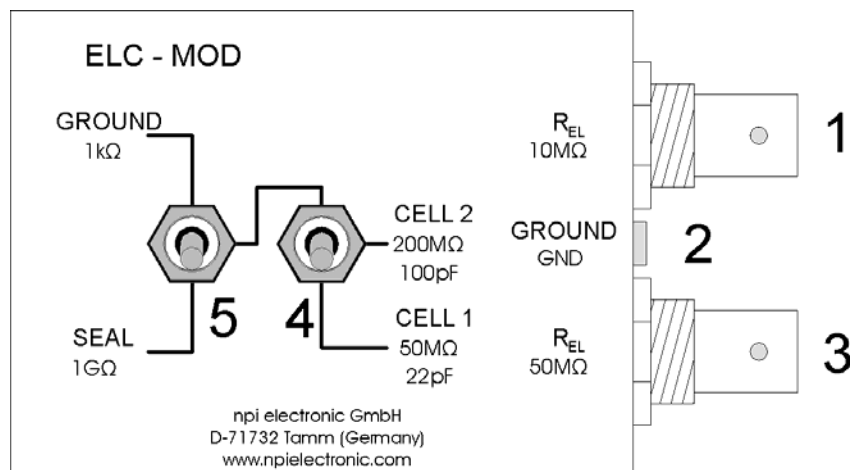 ELC - MOD
GROUND
1kΩ
SEAL
1GΩ
5
4
CELL 2
200MΩ
100pF
CELL 1
50MΩ
22pF
R_EL
10MΩ
1
GROUND
GND
2
R_EL
50MΩ
3
npi electronic GmbH
D-71732 Tamm (Germany)
www.npielectronic.com